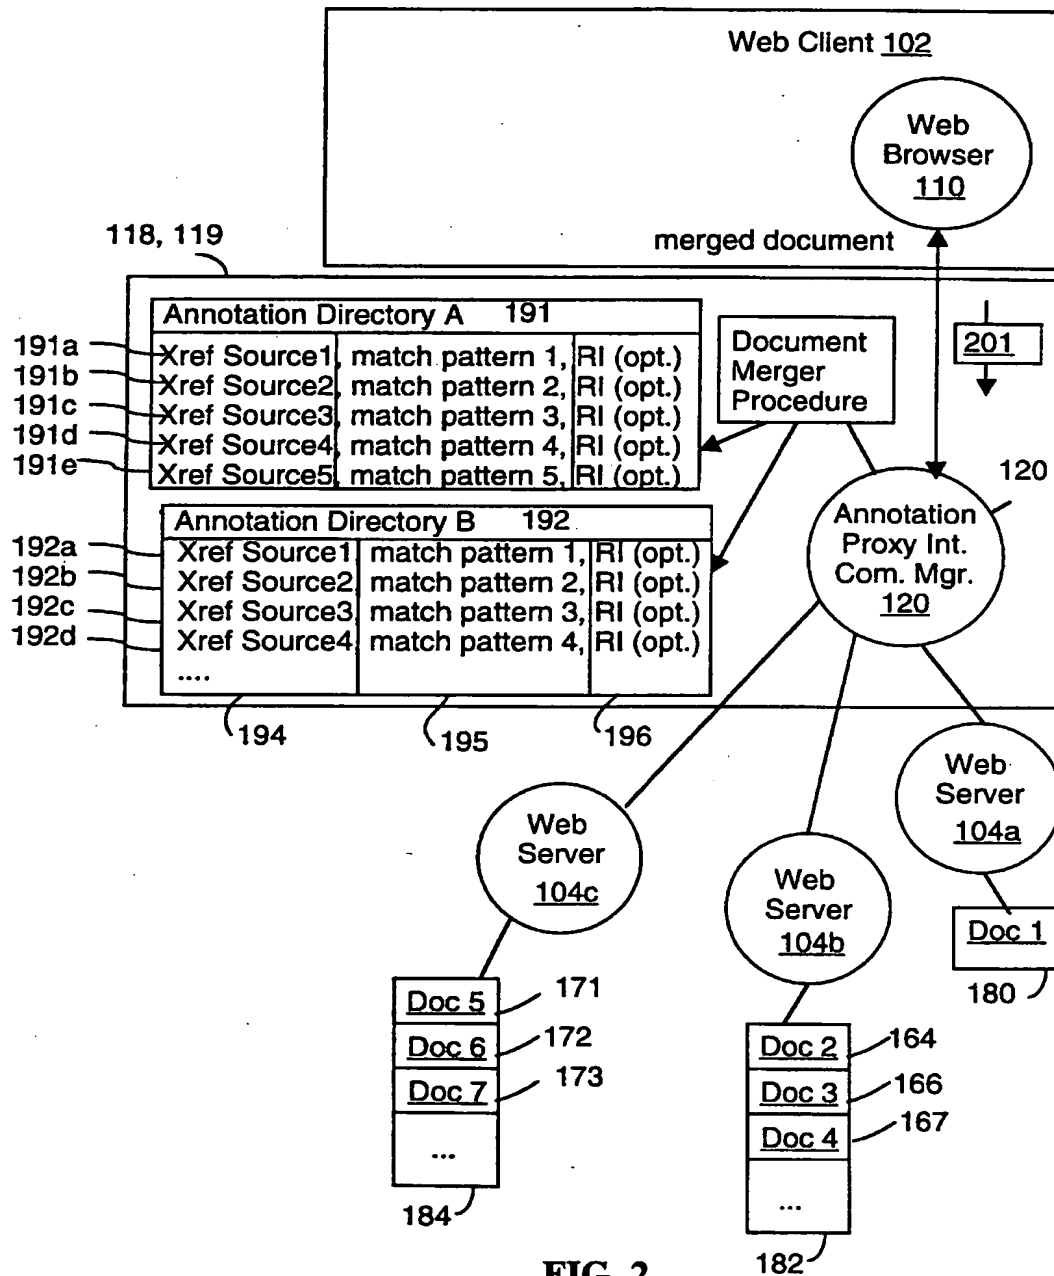 Web Client 102
Web
Browser
110
merged document
118, 119
Annotation Directory A 191
191a Xref Source1, match pattern 1, RI (opt.)
191b Xref Source2, match pattern 2, RI (opt.)
191c Xref Source3, match pattern 3, RI (opt.)
191d Xref Source4, match pattern 4, RI (opt.)
191e Xref Source5, match pattern 5, RI (opt.)
Document
Merger
Procedure
201
120
Annotation
Proxy Int.
Com. Mgr.
120
Annotation Directory B 192
192a Xref Source1 match pattern 1, RI (opt.)
192b Xref Source2 match pattern 2, RI (opt.)
192c Xref Source3 match pattern 3, RI (opt.)
192d Xref Source4 match pattern 4, RI (opt.)
....
194 195 196
Web
Server
104a
Web
Server
104c
Web
Server
104b
Doc 1
180
Doc 5 171
Doc 6 172
Doc 7 173
...
184
Doc 2 164
Doc 3 166
Doc 4 167
...
182
FIG. 2